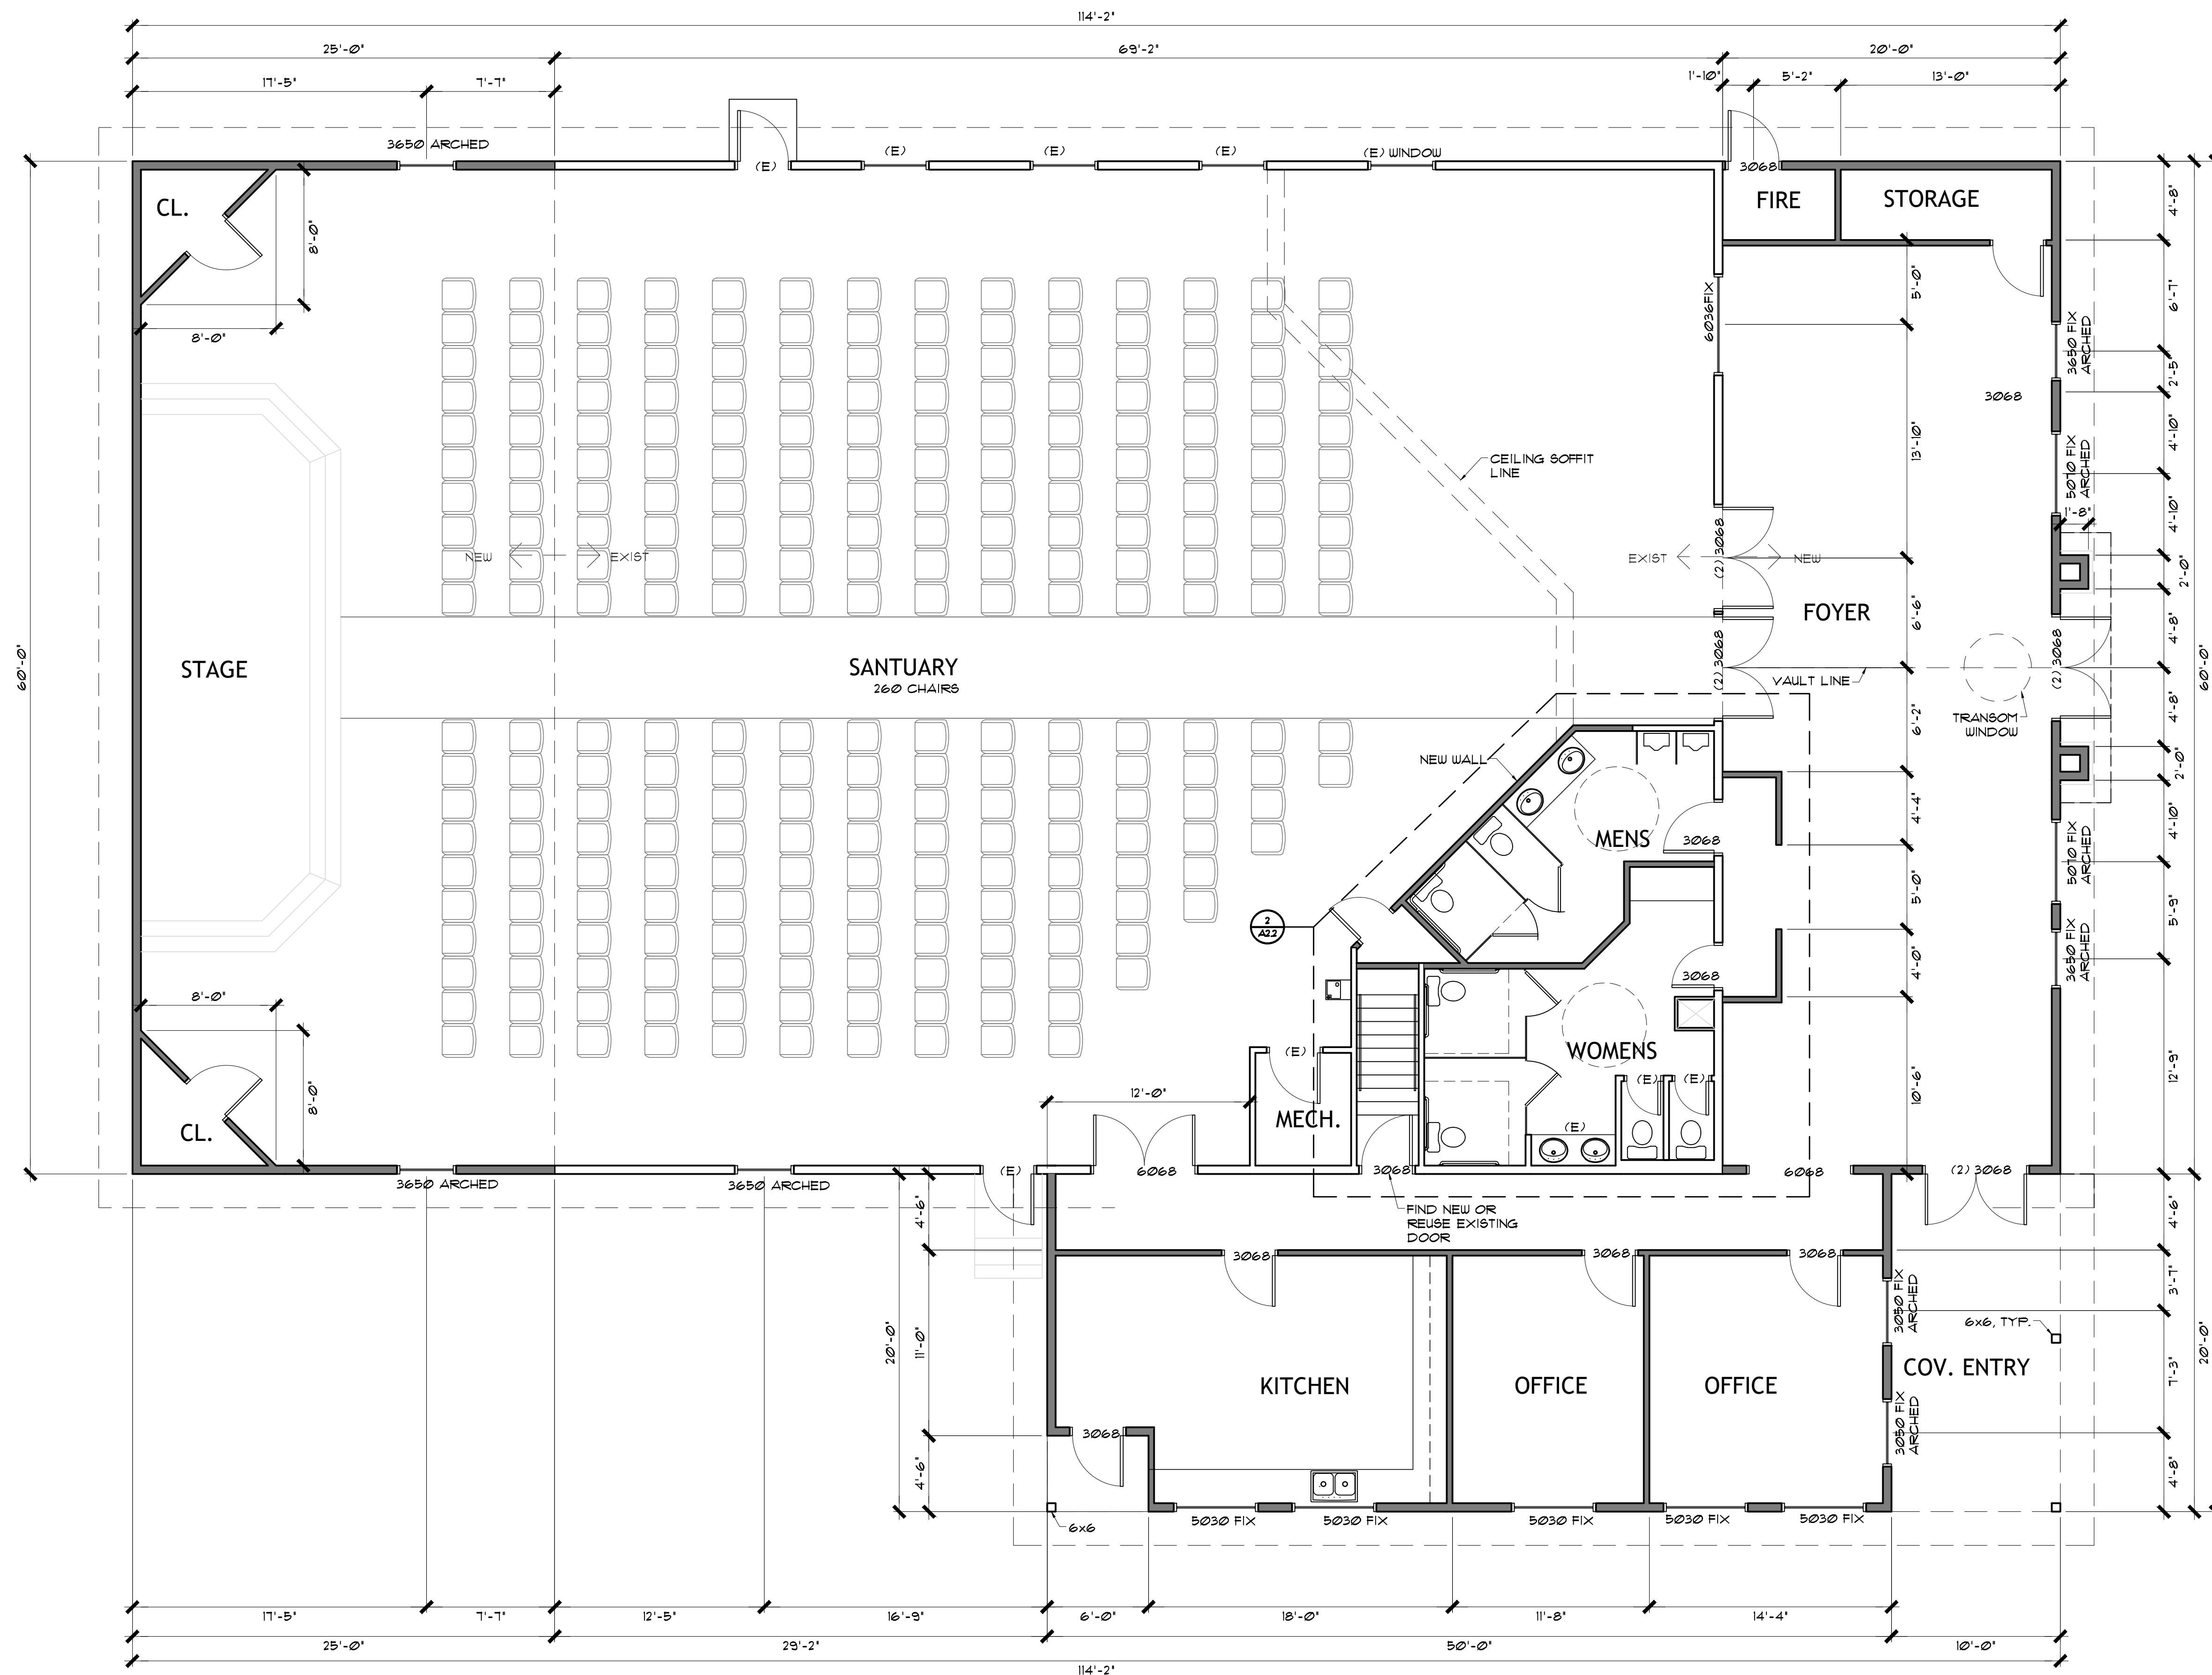 114'-2"
25'-0" 69'-2" 20'-0"
17'-5" 7'-7" 1'-10" 5'-2" 13'-0"
3650 ARCHED
(E)
(E)
(E)
(E)
(E) WINDOW
3068
CL.
8'-0"
8'-0"
FIRE
STORAGE
4'-8"
6'-7"
5'-0"
6036FIX
3650 FIX
ARCHED
2'-5"
3068
13'-10"
4'-10"
5070 FIX
ARCHED
4'-10"
1'-8"
CEILING SOFFIT
LINE
NEW EXIST
EXIST NEW
(2) 3068
2'-0"
FOYER
6'-6"
4'-8"
60'-0"
STAGE
SANTUARY
260 CHAIRS
(2) 3068
VAULT LINE
(2) 3068
60'-0"
TRANSOM
WINDOW
6'-2"
4'-8"
2'-0"
NEW WALL
MENS
3068
4'-4"
4'-10"
5070 FIX
ARCHED
5'-0"
5'-9"
2
A2.2
3650 FIX
ARCHED
3068
4'-0"
8'-0"
8'-0"
CL.
WOMENS
(E)
(E)
(E)
(E)
12'-0"
MECH.
10'-6"
12'-9"
3650 ARCHED
3650 ARCHED
(E)
6068
3068
6068
(2) 3068
FIND NEW OR
REUSE EXISTING
DOOR
4'-6"
4'-6"
3068
3068
3068
3050 FIX
ARCHED
3'-7"
20'-0"
11'-0"
6x6, TYP.
20'-0"
KITCHEN
OFFICE
OFFICE
COV. ENTRY
7'-3"
3050 FIX
ARCHED
3068
4'-6"
4'-8"
6x6
5030 FIX
5030 FIX
5030 FIX
5030 FIX
5030 FIX
17'-5" 7'-7" 12'-5" 16'-9" 6'-0" 18'-0" 11'-8" 14'-4"
25'-0" 29'-2" 50'-0" 10'-0"
114'-2"